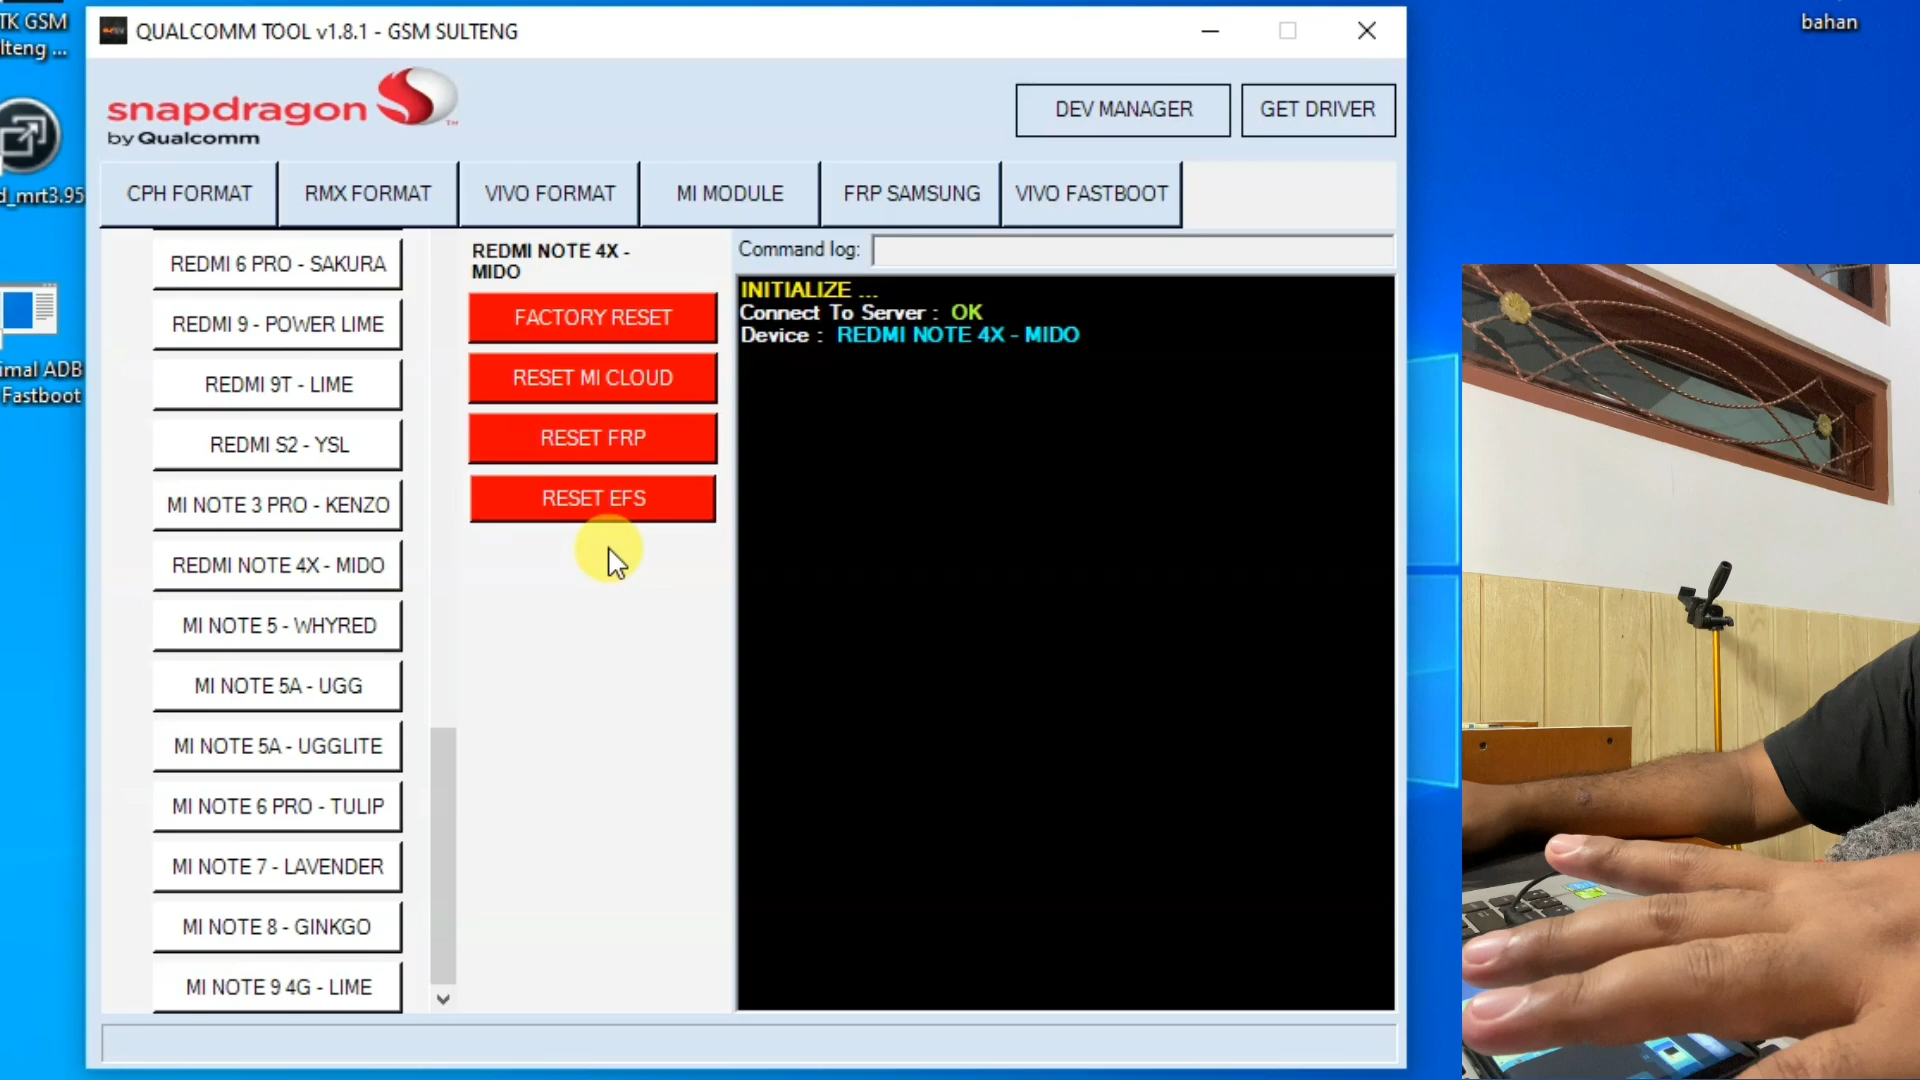 TK GSM
lteng ...
d_mrt3.95
imal ADB
Fastboot
bahan
QUALCOMM TOOL v1.8.1 - GSM SULTENG
snapdragon
by Qualcomm
DEV MANAGER
GET DRIVER
CPH FORMAT
RMX FORMAT
VIVO FORMAT
MI MODULE
FRP SAMSUNG
VIVO FASTBOOT
REDMI 6 PRO - SAKURA
REDMI 9 - POWER LIME
REDMI 9T - LIME
REDMI S2 - YSL
MI NOTE 3 PRO - KENZO
REDMI NOTE 4X - MIDO
MI NOTE 5 - WHYRED
MI NOTE 5A - UGG
MI NOTE 5A - UGGLITE
MI NOTE 6 PRO - TULIP
MI NOTE 7 - LAVENDER
MI NOTE 8 - GINKGO
MI NOTE 9 4G - LIME
REDMI NOTE 4X -
MIDO
FACTORY RESET
RESET MI CLOUD
RESET FRP
RESET EFS
Command log:
INITIALIZE ...
Connect To Server : OK
Device : REDMI NOTE 4X - MIDO